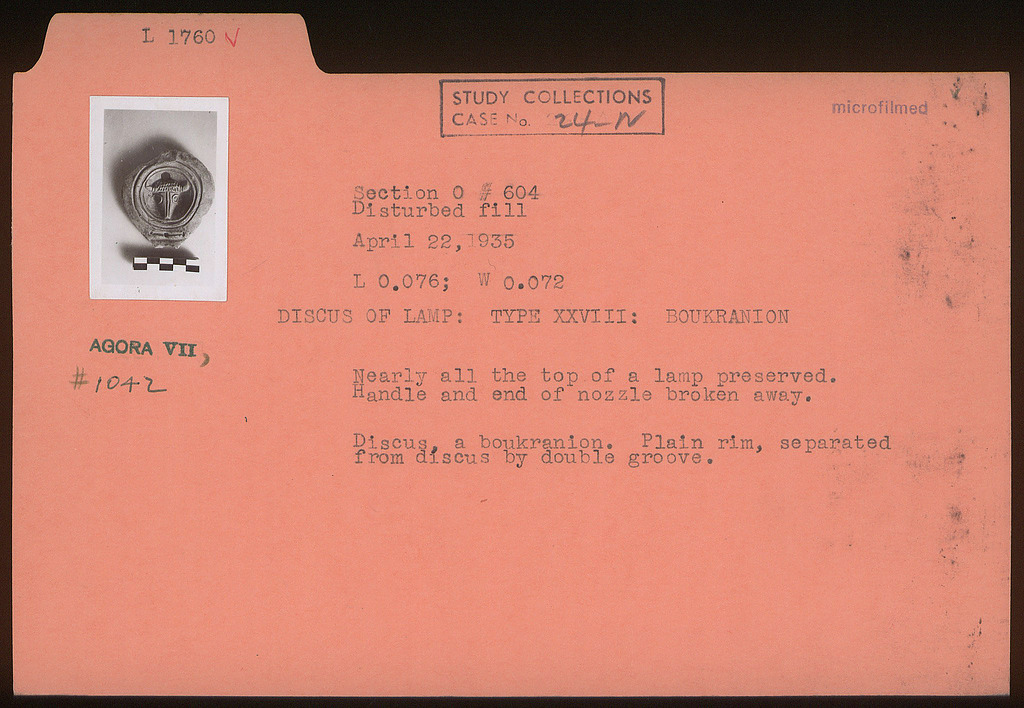 L 1760 √
STUDY COLLECTIONS
CASE No. 24-IV
microfilmed
Section O # 604
Disturbed fill
April 22, 1935
L 0.076; W 0.072
DISCUS OF LAMP: TYPE XXVIII: BOUKRANION
AGORA VII,
#1042
Nearly all the top of a lamp preserved.
Handle and end of nozzle broken away.
Discus, a boukranion. Plain rim, separated
from discus by double groove.